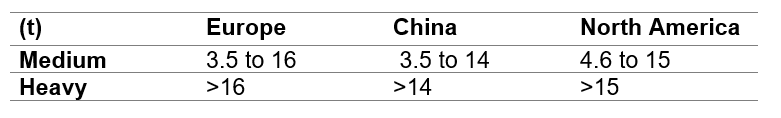 (t) Europe China North America
Medium 3.5 to 16 3.5 to 14 4.6 to 15
Heavy >16 >14 >15